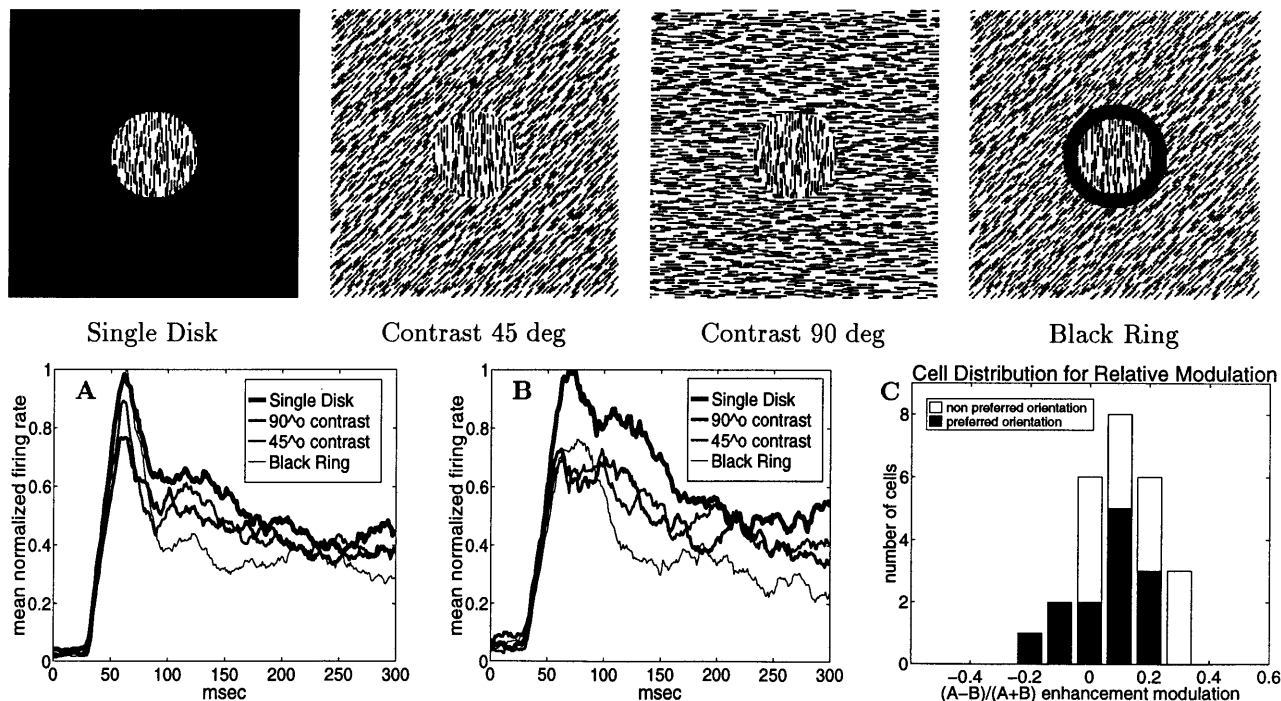 Single Disk
Contrast 45 deg
Contrast 90 deg
Black Ring
A
mean normalized firing rate
1
0.8
0.6
0.4
0.2
0
0 50 100 150 200 250 300
msec
Single Disk
90^o contrast
45^o contrast
Black Ring
B
mean normalized firing rate
1
0.8
0.6
0.4
0.2
0
0 50 100 150 200 250 300
msec
Single Disk
90^o contrast
45^o contrast
Black Ring
Cell Distribution for Relative Modulation
C
non preferred orientation
preferred orientation
number of cells
8
6
4
2
0
−0.4 −0.2 0 0.2 0.4 0.6
(A−B)/(A+B) enhancement modulation